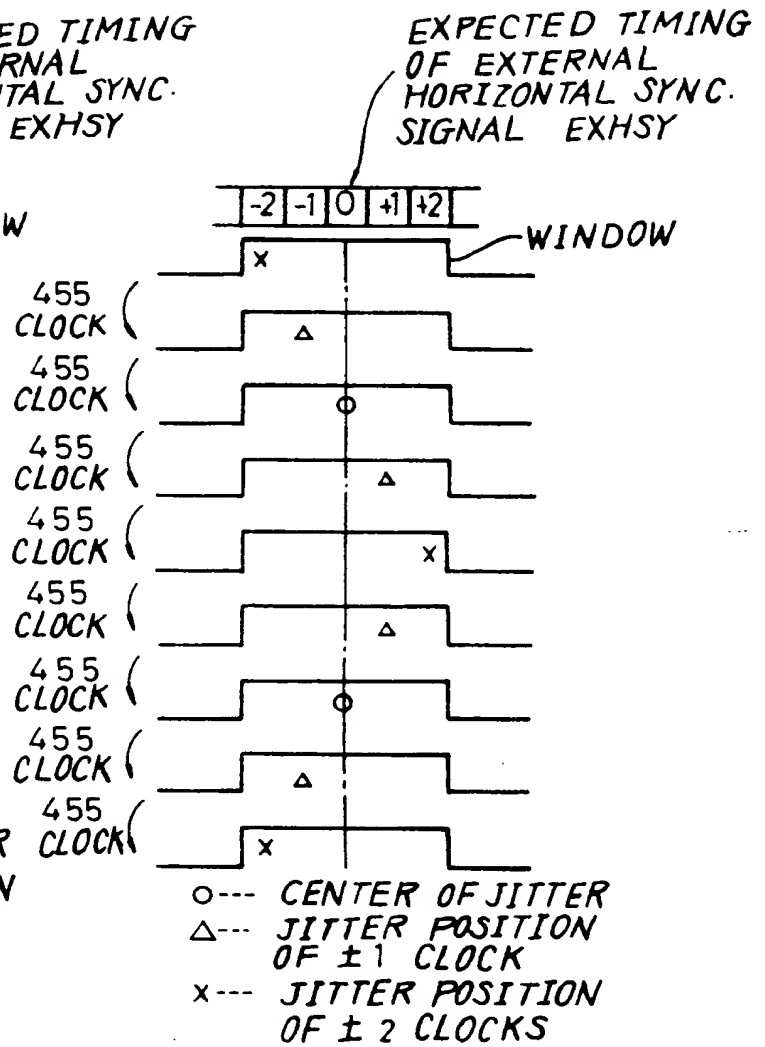 ED TIMING
RNAL
TAL SYNC.
EXHSY
EXPECTED TIMING
OF EXTERNAL
HORIZONTAL SYNC.
SIGNAL EXHSY
-2 -1 0 +1 +2
W
WINDOW
455
CLOCK
455
CLOCK
455
CLOCK
455
CLOCK
455
CLOCK
455
CLOCK
455
CLOCK
455
R CLOCK
N
O--- CENTER OF JITTER
△--- JITTER POSITION
OF ±1 CLOCK
x--- JITTER POSITION
OF ±2 CLOCKS